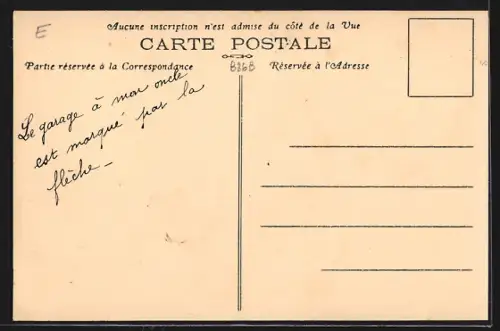 E
Aucune inscription n'est admise du côté de la Vue
CARTE POSTALE
Partie réservée à la Correspondance
B26B
Réservée à l'Adresse
Le garage à mon oncle
est marqué par la
flèche -